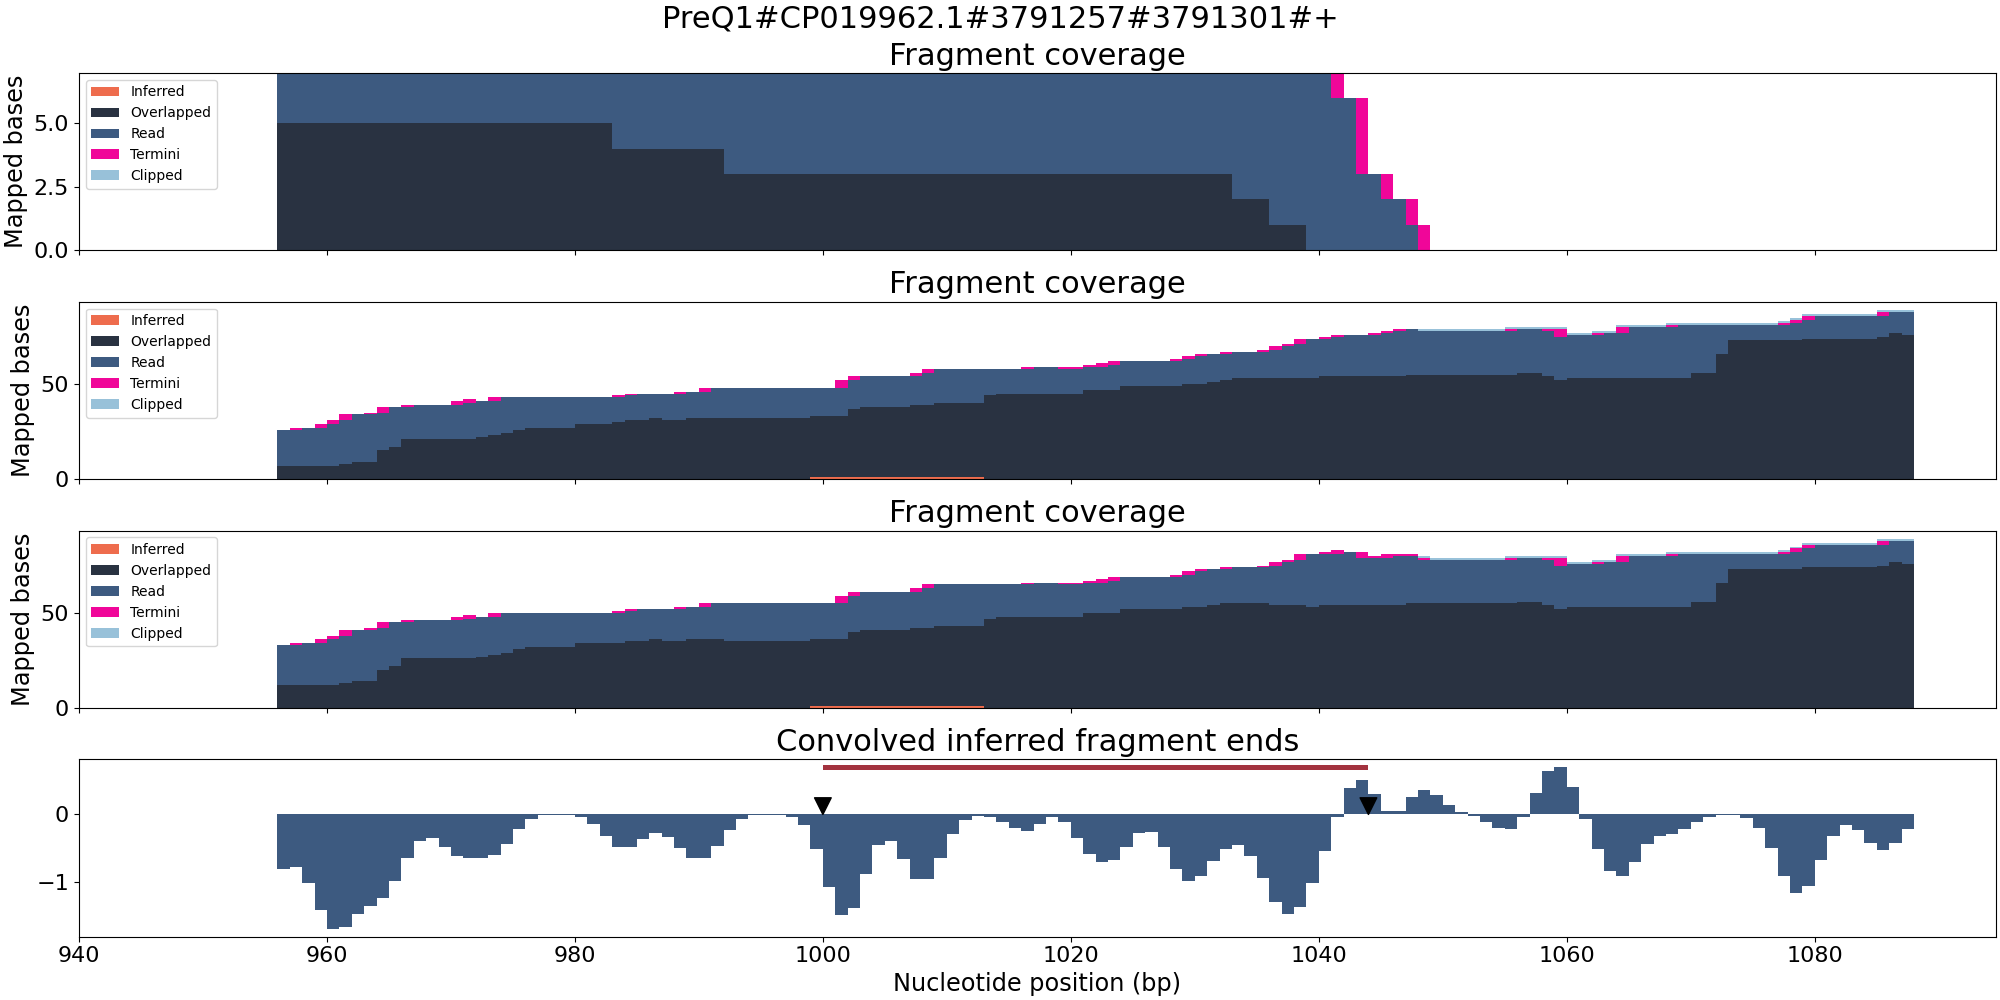 PreQ1#CP019962.1#3791257#3791301#+
Fragment coverage
Mapped bases
5.0
2.5
0.0
Inferred
Overlapped
Read
Termini
Clipped
Fragment coverage
Mapped bases
50
0
Inferred
Overlapped
Read
Termini
Clipped
Fragment coverage
Mapped bases
50
0
Inferred
Overlapped
Read
Termini
Clipped
Convolved inferred fragment ends
0
−1
940 960 980 1000 1020 1040 1060 1080
Nucleotide position (bp)